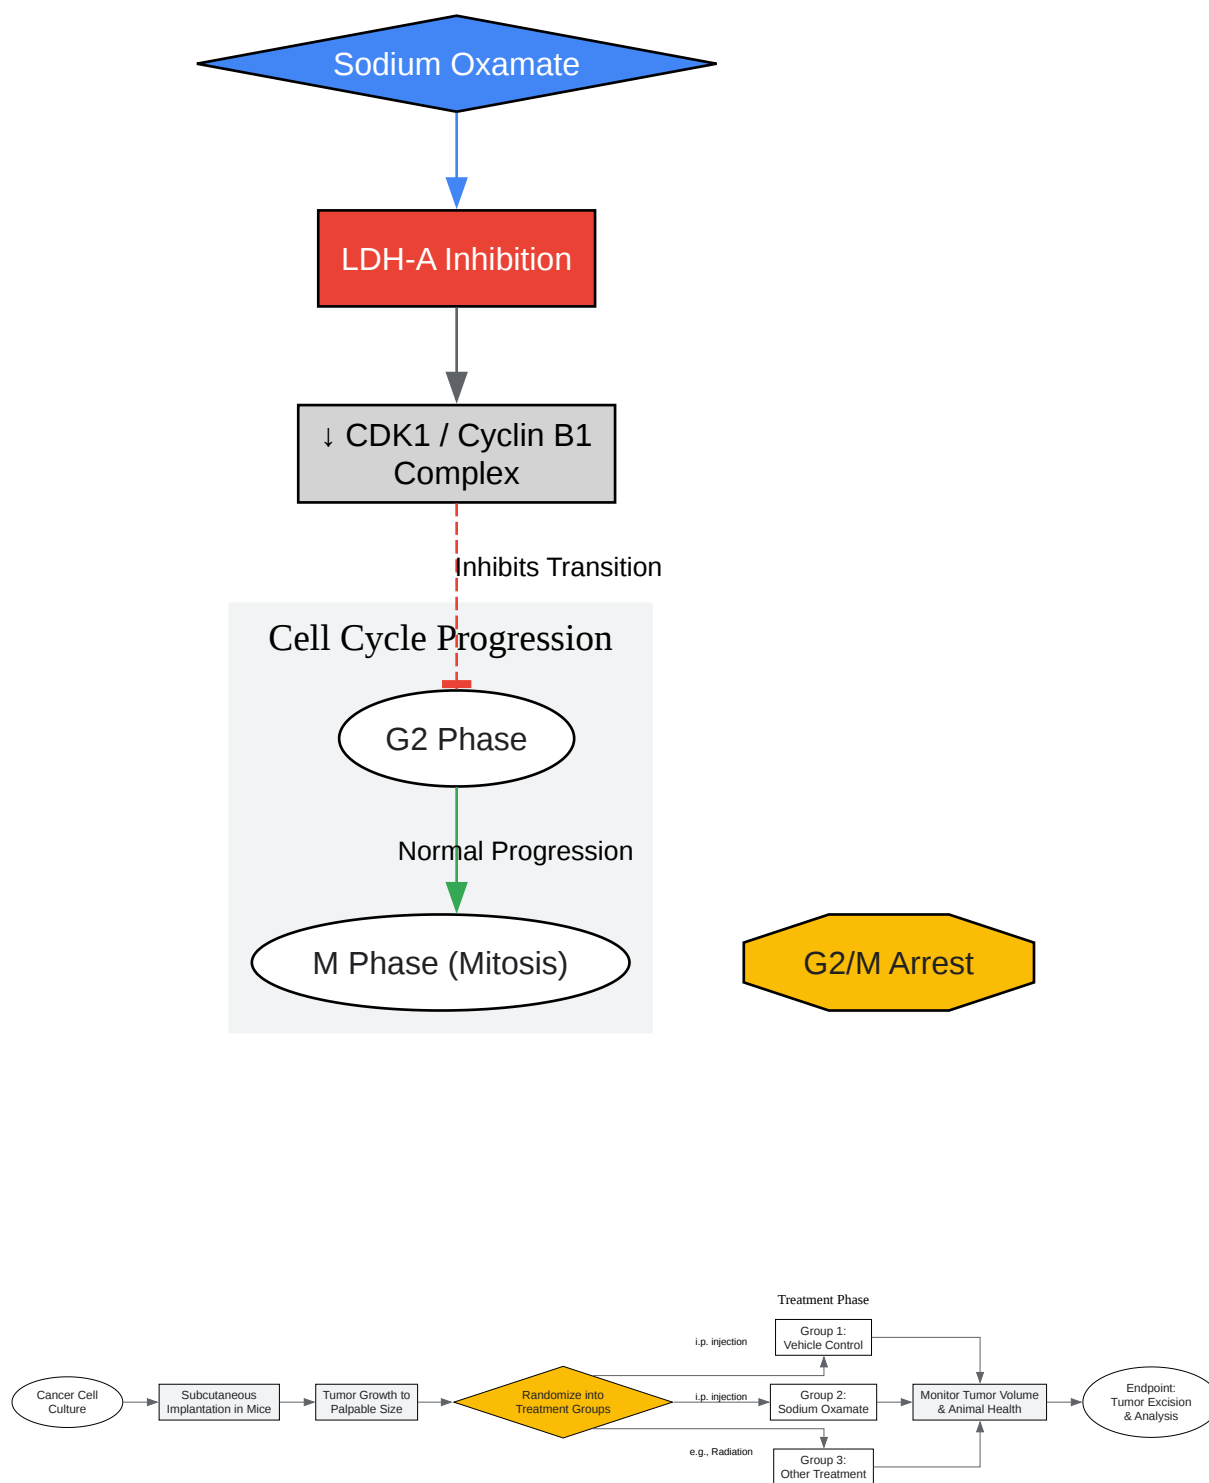 Sodium Oxamate
LDH-A Inhibition
↓ CDK1 / Cyclin B1
Complex
Inhibits Transition
Cell Cycle Progression
G2 Phase
Normal Progression
M Phase (Mitosis)
G2/M Arrest
Treatment Phase
i.p. injection
Group 1:
Vehicle Control
Cancer Cell
Culture
Subcutaneous
Implantation in Mice
Tumor Growth to
Palpable Size
Randomize into
Treatment Groups
i.p. injection
Group 2:
Sodium Oxamate
Monitor Tumor Volume
& Animal Health
Endpoint:
Tumor Excision
& Analysis
e.g., Radiation
Group 3:
Other Treatment